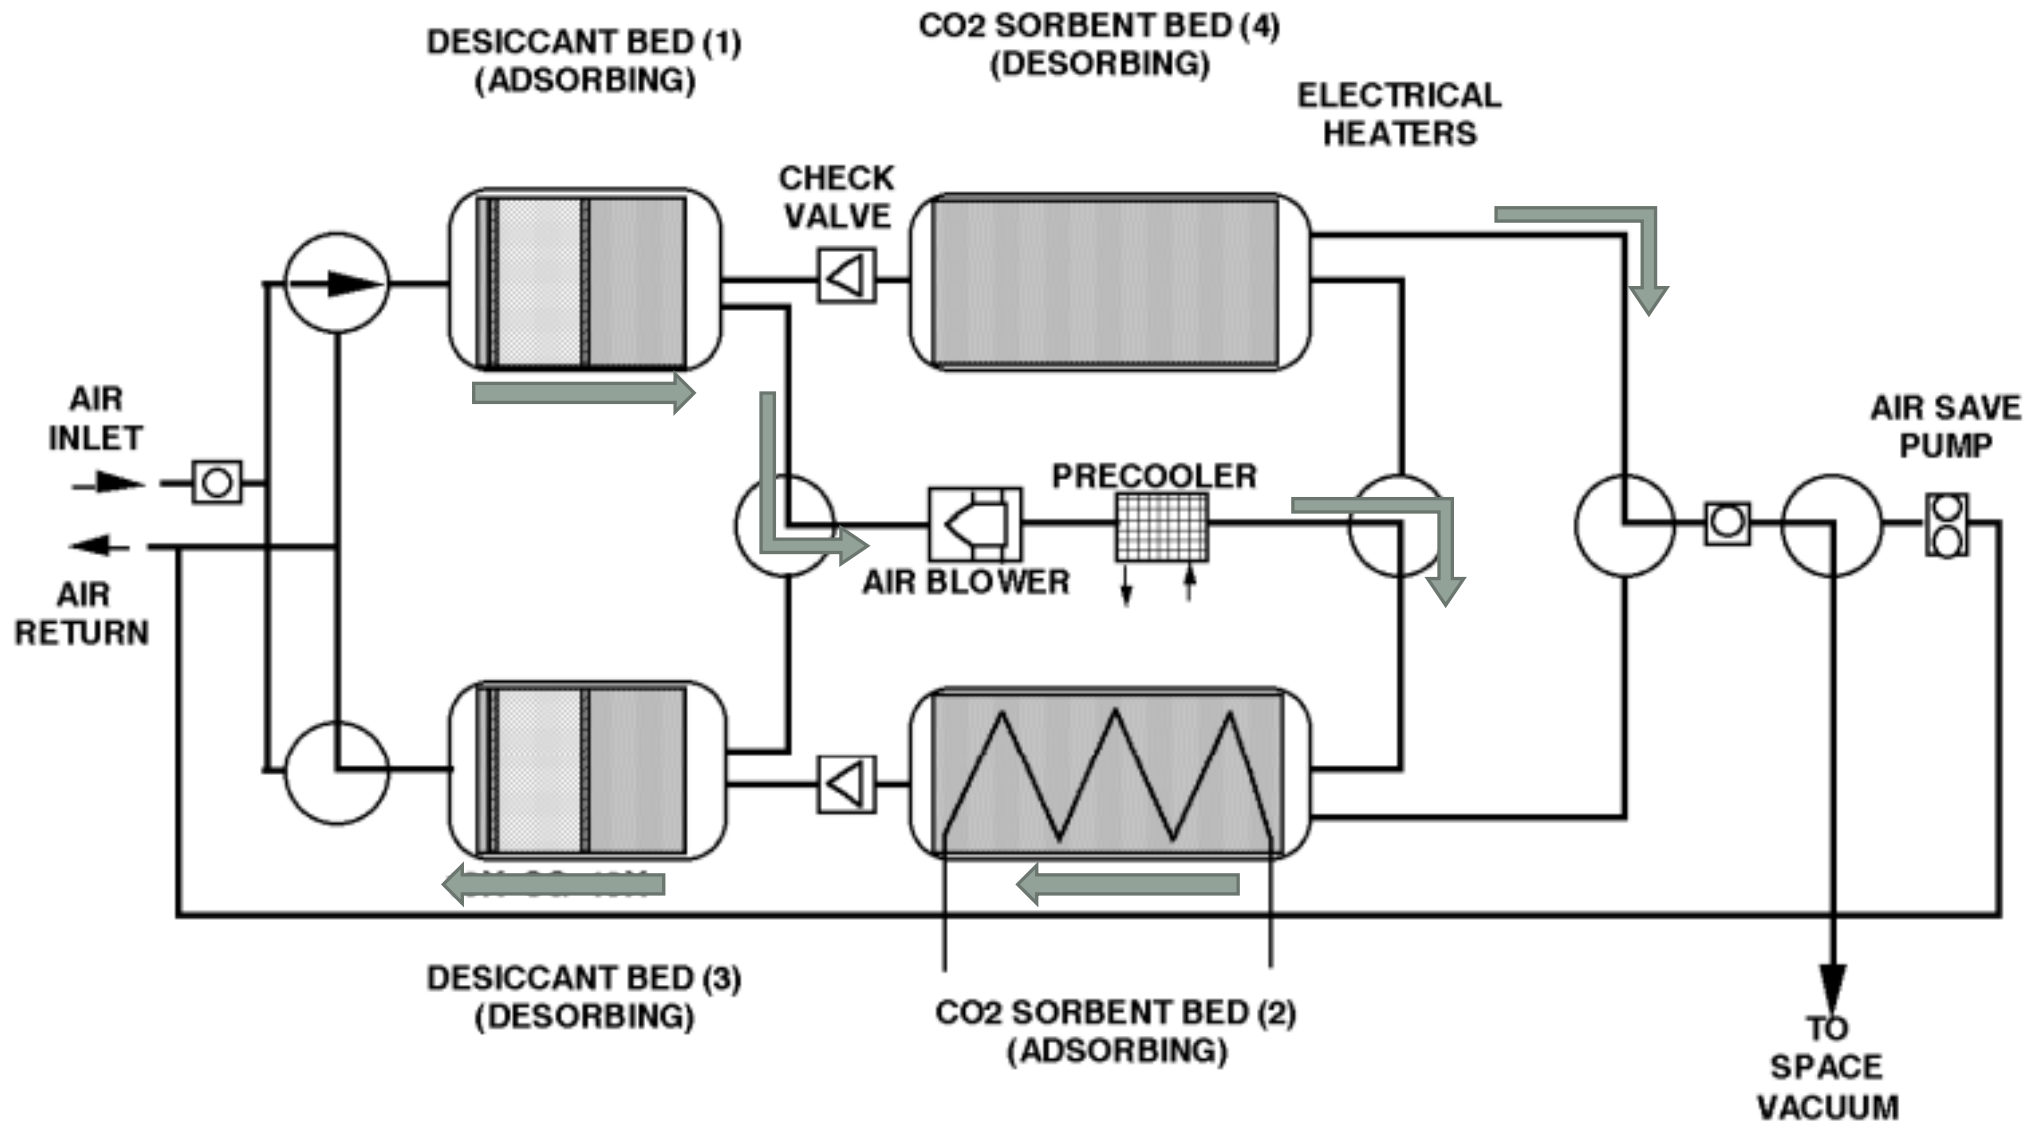 DESICCANT BED (1)
(ADSORBING)
CO2 SORBENT BED (4)
(DESORBING)
ELECTRICAL
HEATERS
CHECK
VALVE
AIR
INLET
AIR SAVE
PUMP
PRECOOLER
AIR BLOWER
AIR
RETURN
DESICCANT BED (3)
(DESORBING)
CO2 SORBENT BED (2)
(ADSORBING)
TO
SPACE
VACUUM